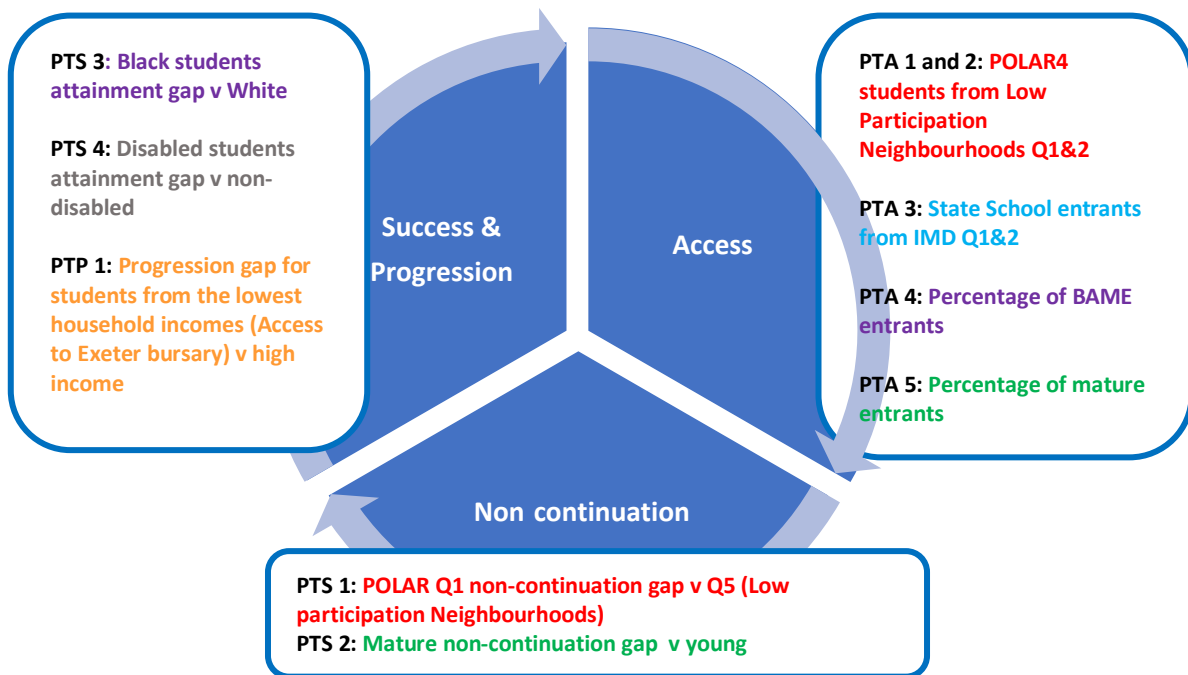 PTS 3: Black students
attainment gap v White
PTS 4: Disabled students
attainment gap v non-
disabled
PTP 1: Progression gap for
students from the lowest
household incomes (Access
to Exeter bursary) v high
income
Success &
Progression
Access
PTA 1 and 2: POLAR4
students from Low
Participation
Neighbourhoods Q1&2
PTA 3: State School entrants
from IMD Q1&2
PTA 4: Percentage of BAME
entrants
PTA 5: Percentage of mature
entrants
Non continuation
PTS 1: POLAR Q1 non-continuation gap v Q5 (Low
participation Neighbourhoods)
PTS 2: Mature non-continuation gap v young